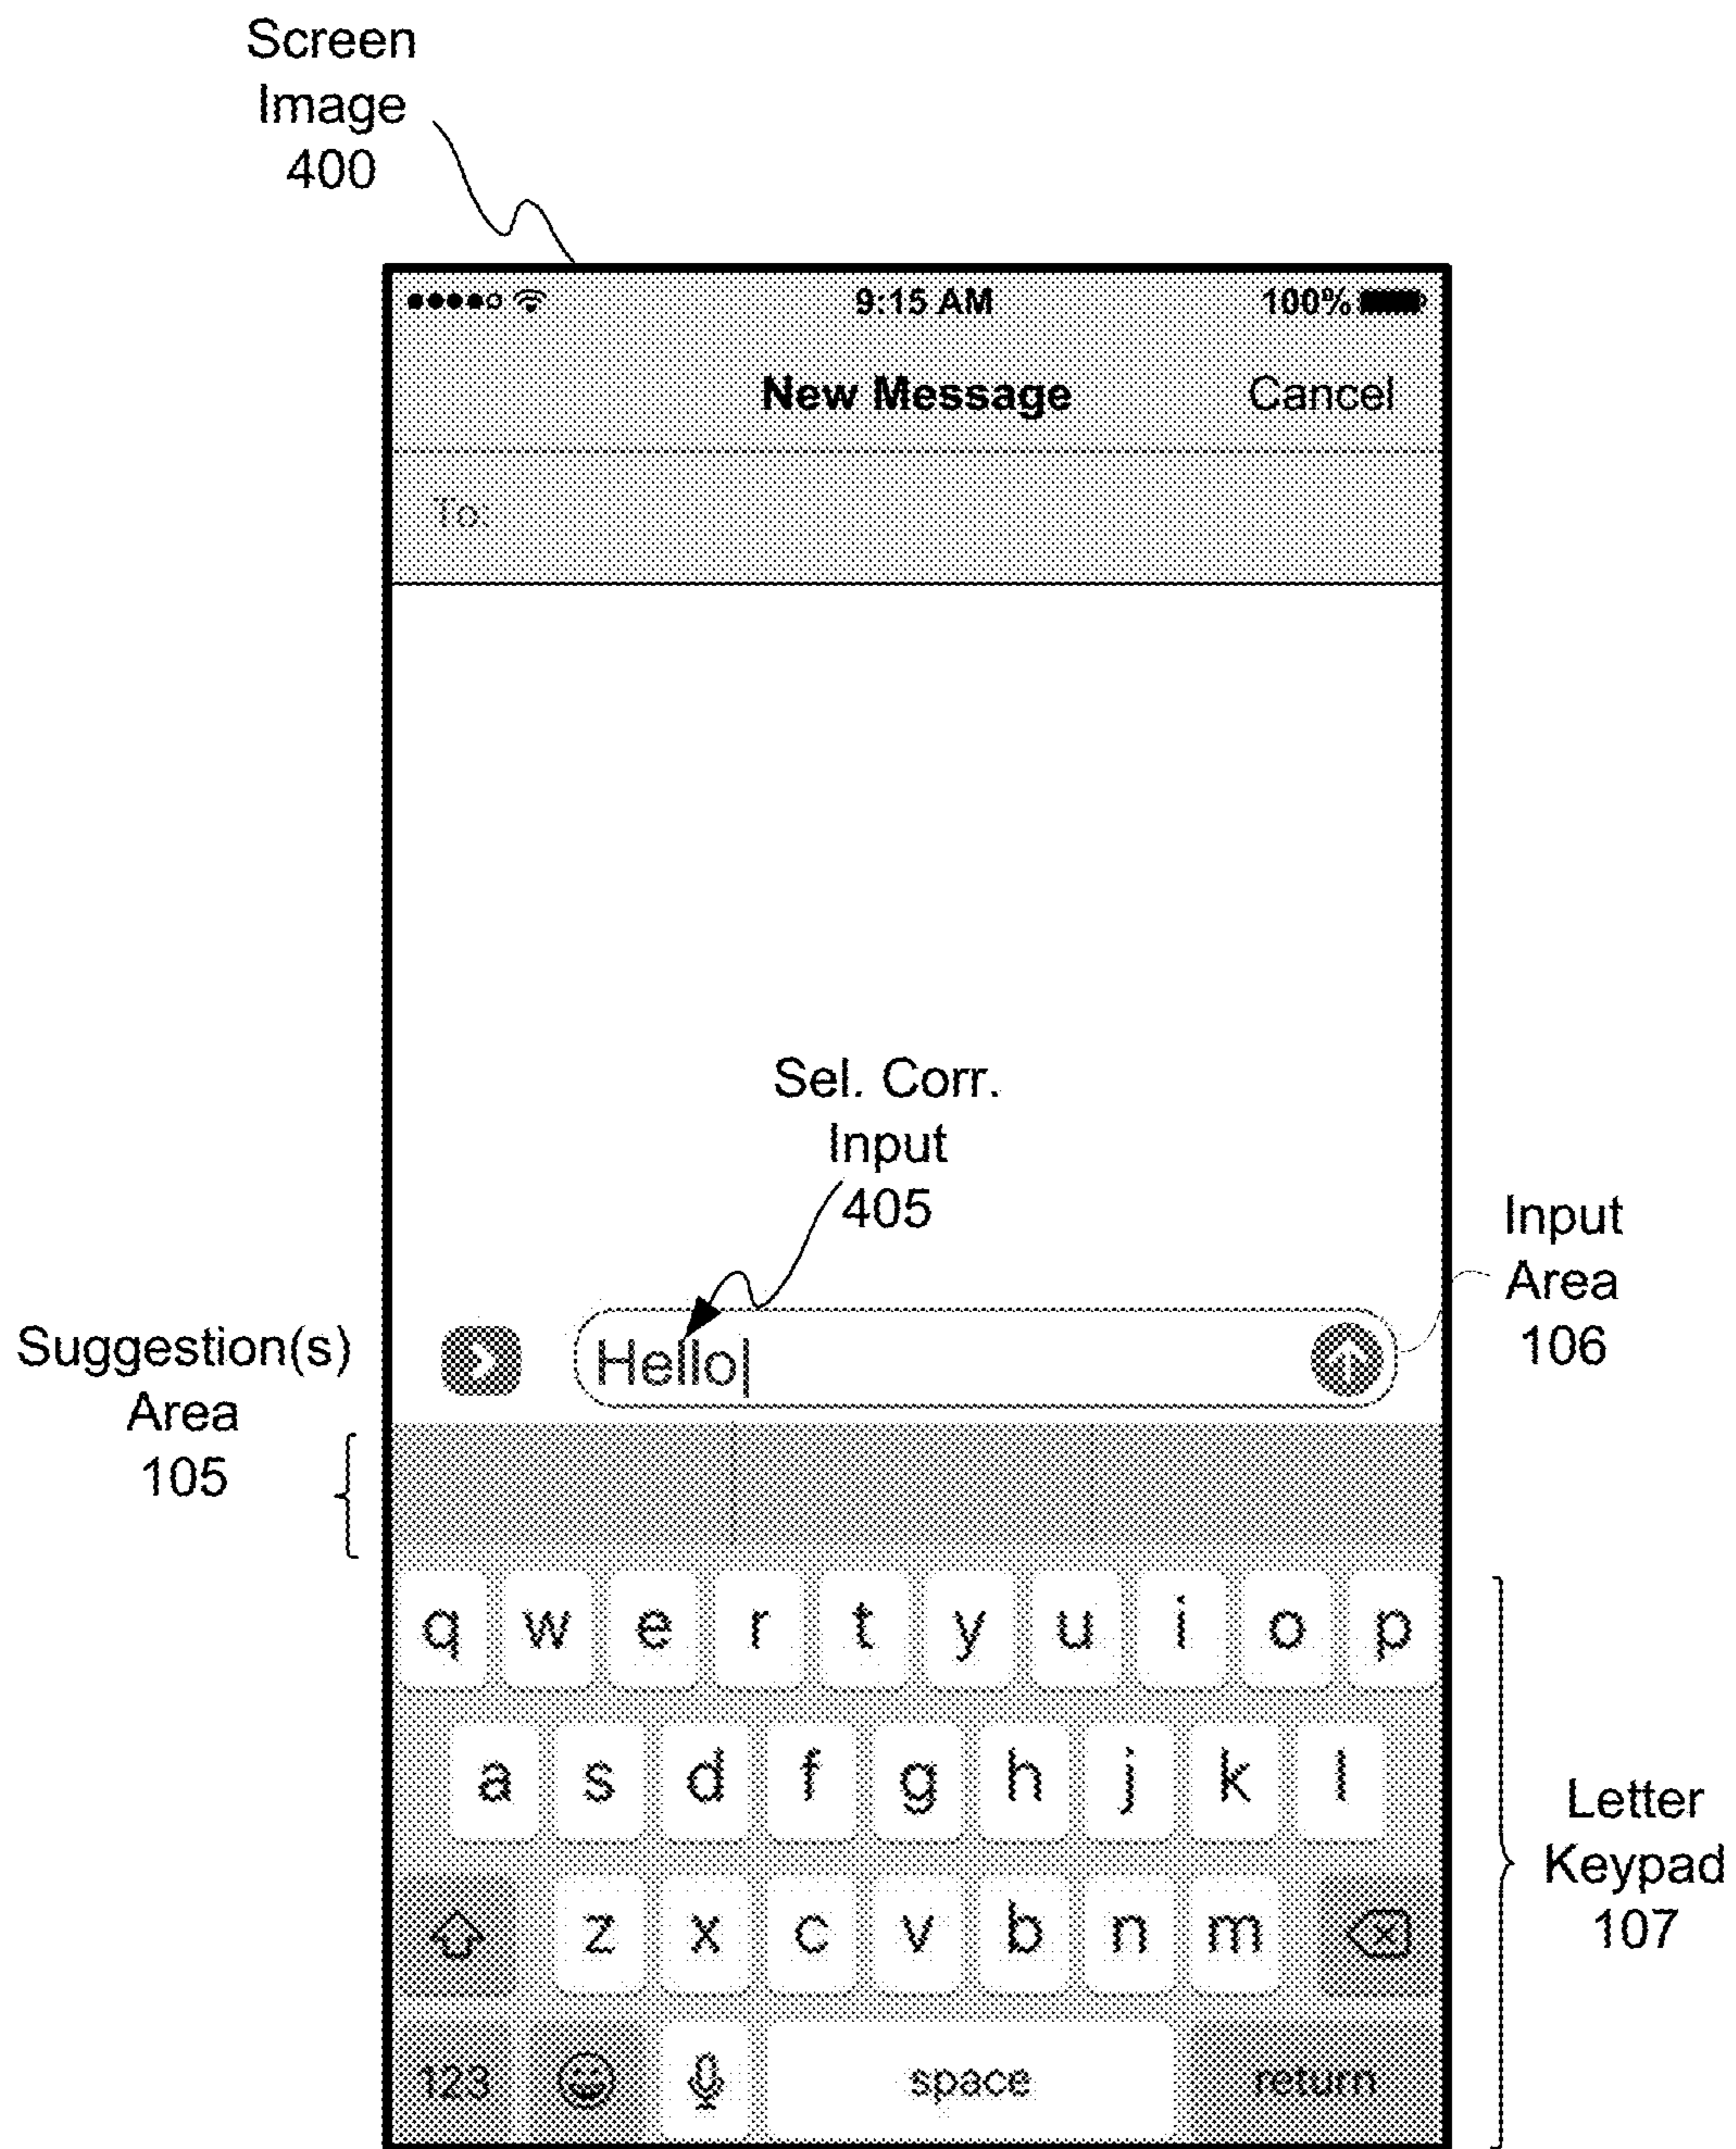 Screen
Image
400
9:15 AM 100%
New Message Cancel
To:
Sel. Corr.
Input
405
Input
Area
106
Suggestion(s)
Area
105
Hello
q w e r t y u i o p
a s d f g h j k l
Letter
Keypad
107
z x c v b n m
123 space return